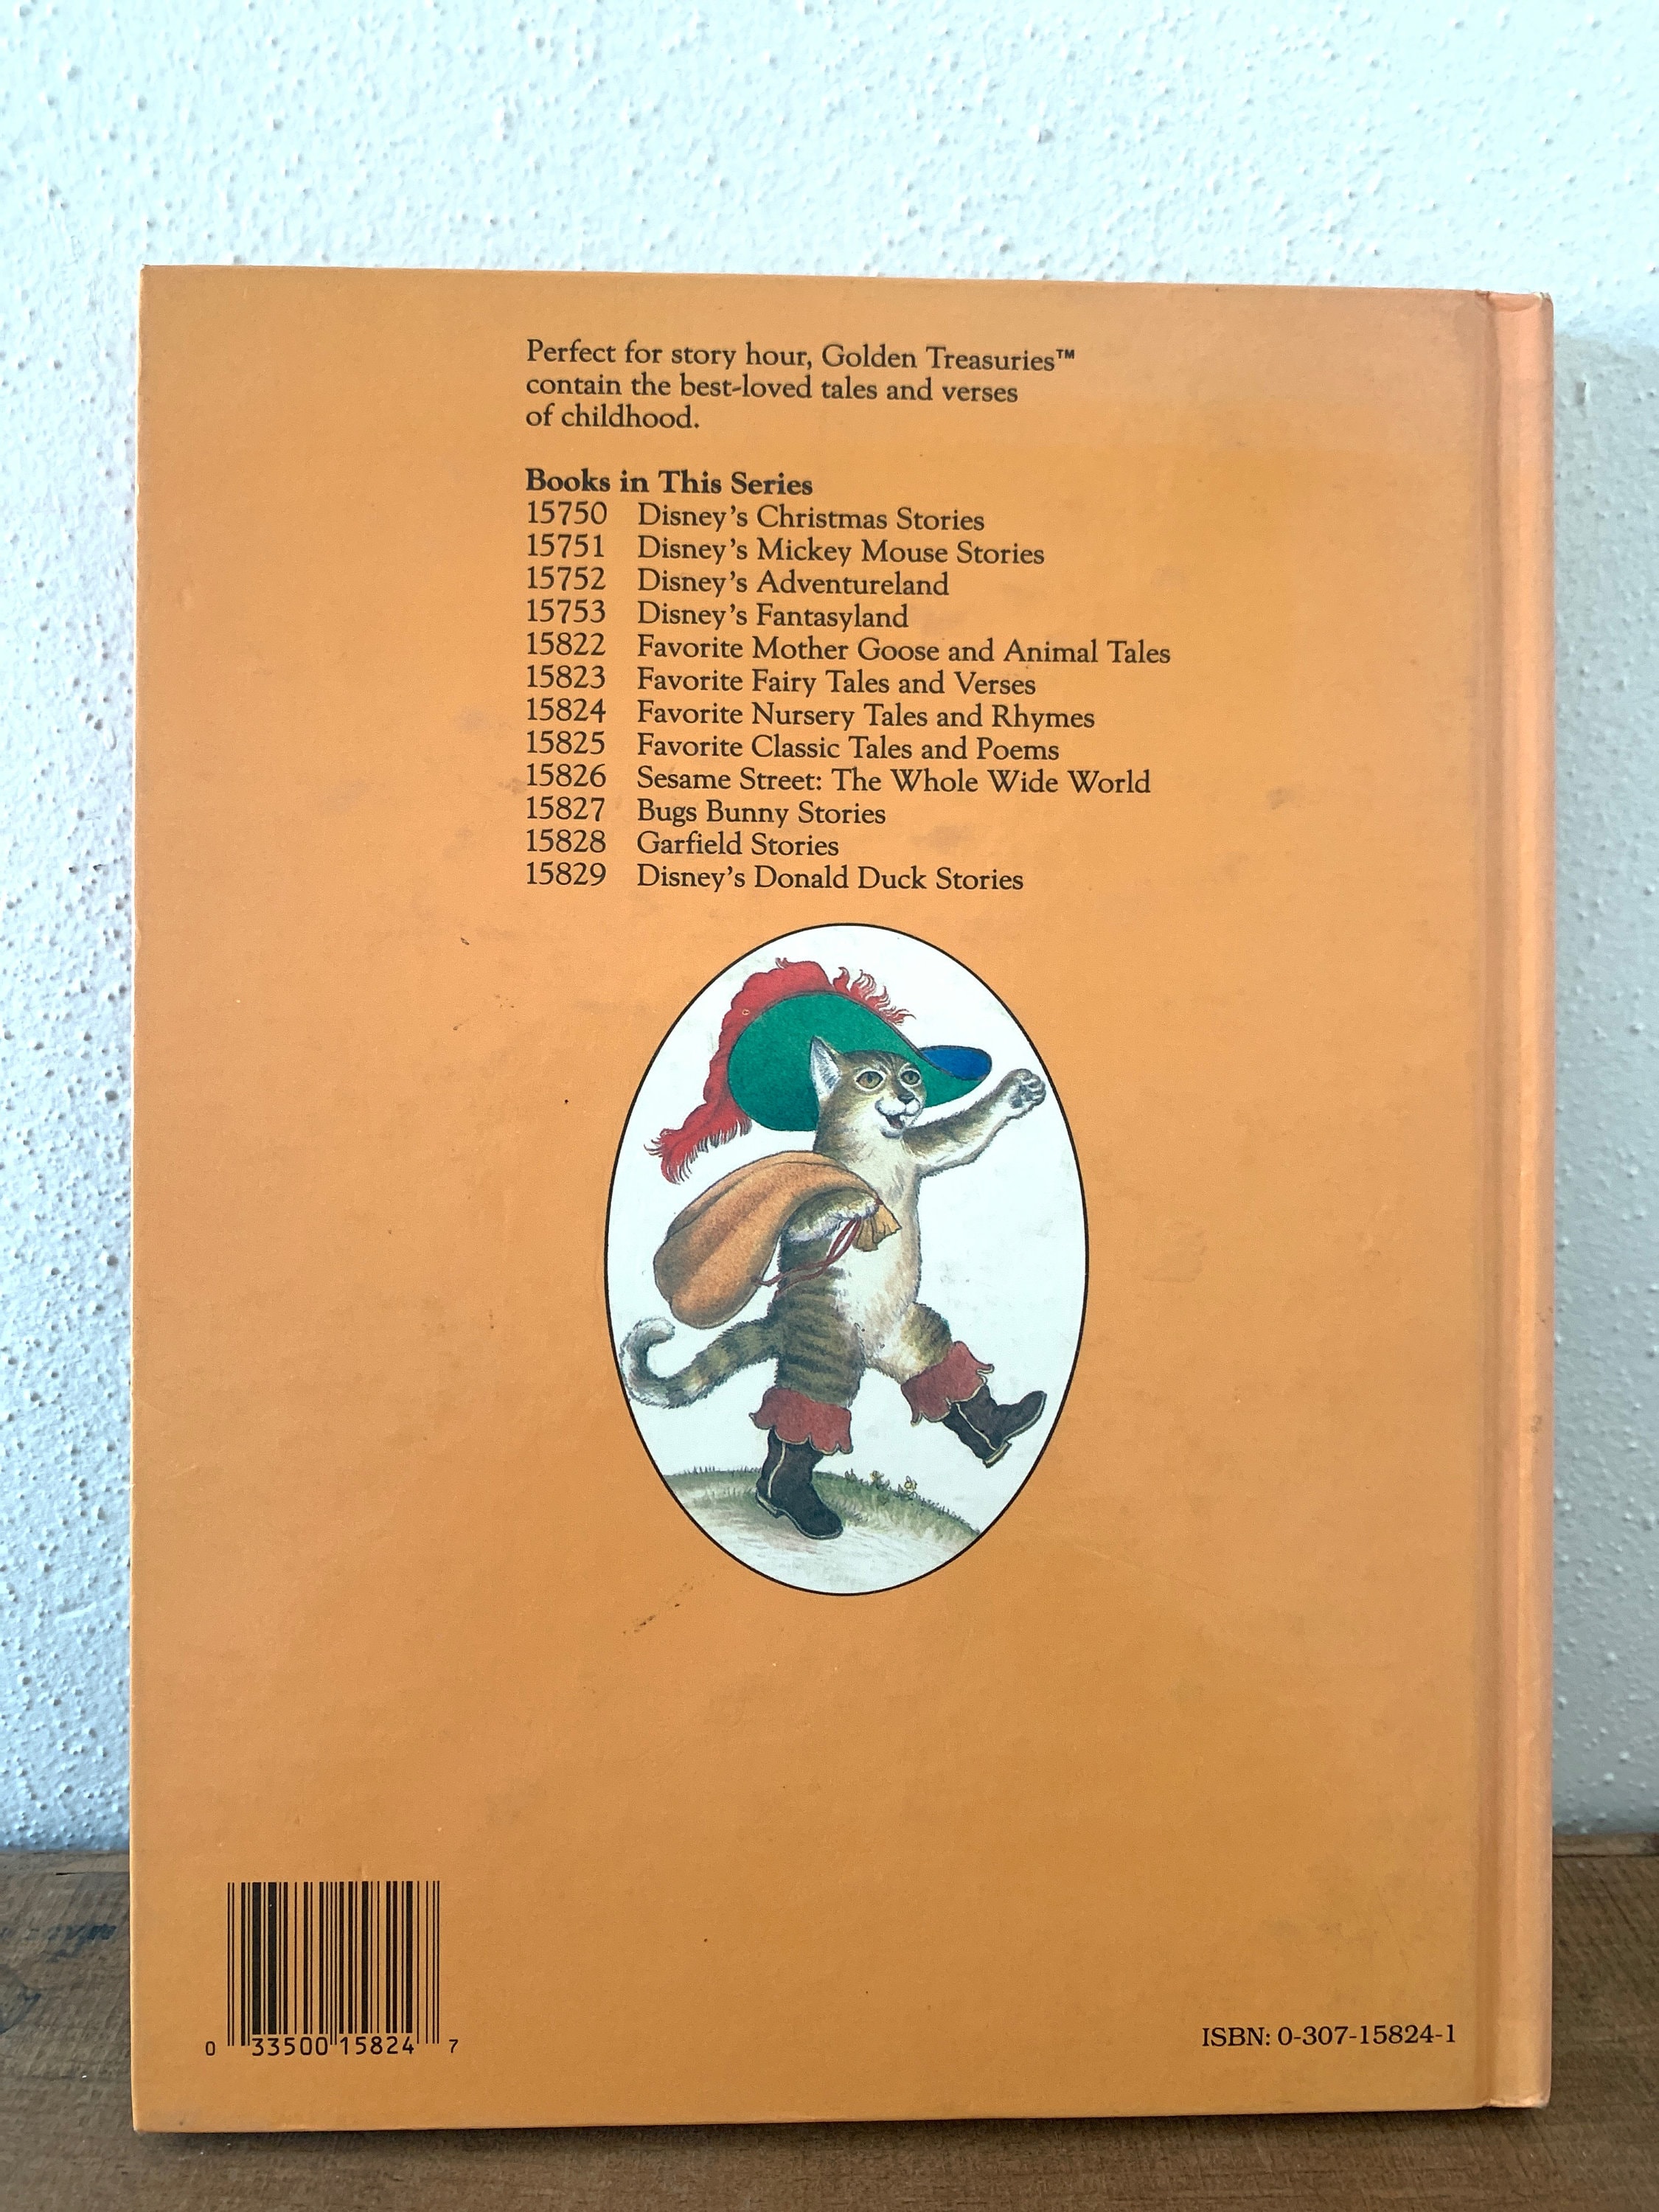 Perfect for story hour, Golden Treasuries™
contain the best-loved tales and verses
of childhood.
Books in This Series
15750 Disney's Christmas Stories
15751 Disney's Mickey Mouse Stories
15752 Disney's Adventureland
15753 Disney's Fantasyland
15822 Favorite Mother Goose and Animal Tales
15823 Favorite Fairy Tales and Verses
15824 Favorite Nursery Tales and Rhymes
15825 Favorite Classic Tales and Poems
15826 Sesame Street: The Whole Wide World
15827 Bugs Bunny Stories
15828 Garfield Stories
15829 Disney's Donald Duck Stories
0 33500 15824 7
ISBN: 0-307-15824-1